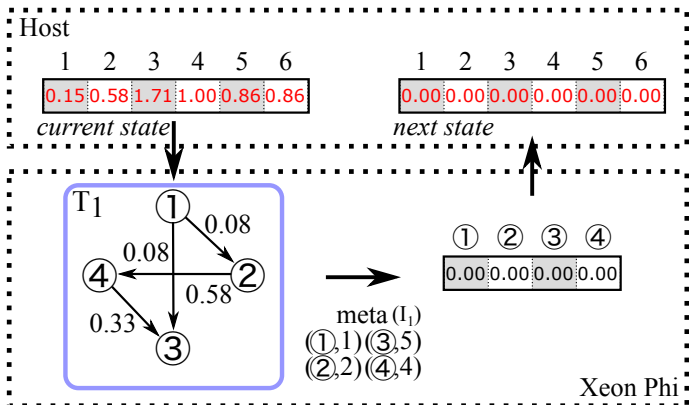 Host
1 2 3 4 5 6
0.15 0.58 1.71 1.00 0.86 0.86
current state
1 2 3 4 5 6
0.00 0.00 0.00 0.00 0.00 0.00
next state
T1
①
0.08
0.08
④
②
0.58
0.33
③
meta (I1)
(①,1)(③,5)
(②,2)(④,4)
① ② ③ ④
0.00 0.00 0.00 0.00
Xeon Phi